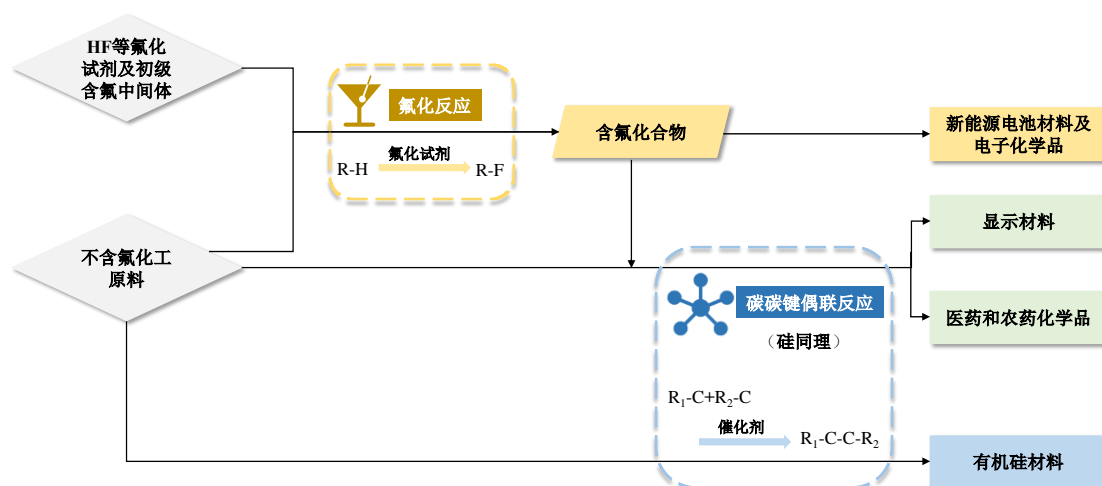 HF等氟化
试剂及初级
含氟中间体
氟化反应
氟化试剂
R-H
R-F
含氟化合物
新能源电池材料及
电子化学品
不含氟化工
原料
显示材料
碳碳键偶联反应
（硅同理）
医药和农药化学品
R₁-C+R₂-C
催化剂
R₁-C-C-R₂
有机硅材料